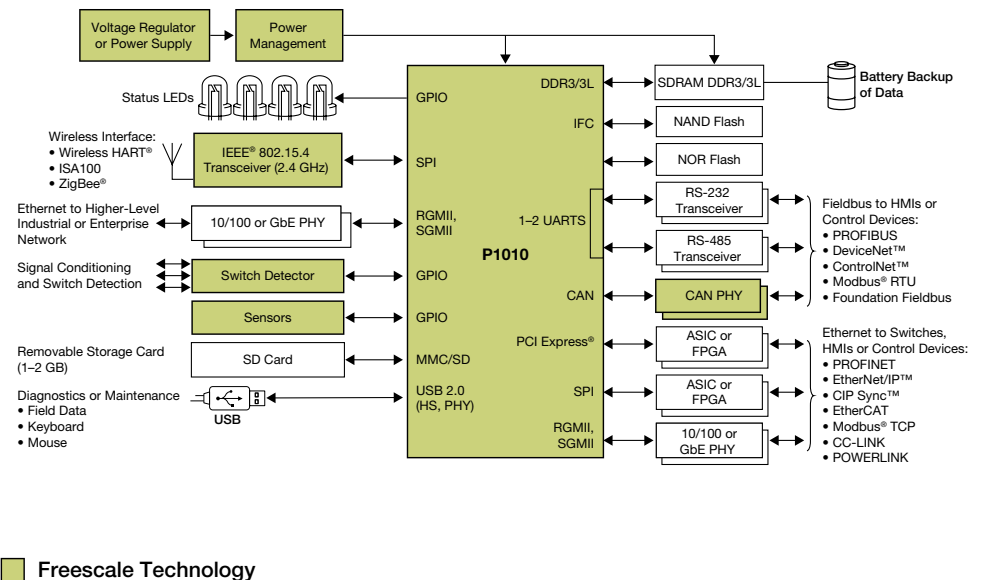 Voltage Regulator
or Power Supply
Power
Management
Status LEDs
GPIO
Wireless Interface:
• Wireless HART®
• ISA100
• ZigBee®
IEEE® 802.15.4
Transceiver (2.4 GHz)
SPI
Ethernet to Higher-Level
Industrial or Enterprise
Network
10/100 or GbE PHY
RGMII,
SGMII
Signal Conditioning
and Switch Detection
Switch Detector
GPIO
Sensors
GPIO
Removable Storage Card
(1–2 GB)
SD Card
MMC/SD
Diagnostics or Maintenance
• Field Data
• Keyboard
• Mouse
USB
USB 2.0
(HS, PHY)
P1010
DDR3/3L
SDRAM DDR3/3L
Battery Backup
of Data
IFC
NAND Flash
NOR Flash
1–2 UARTS
RS-232
Transceiver
RS-485
Transceiver
CAN
CAN PHY
Fieldbus to HMIs or
Control Devices:
• PROFIBUS
• DeviceNet™
• ControlNet™
• Modbus® RTU
• Foundation Fieldbus
PCI Express®
ASIC or
FPGA
SPI
ASIC or
FPGA
RGMII,
SGMII
10/100 or
GbE PHY
Ethernet to Switches,
HMIs or Control Devices:
• PROFINET
• EtherNet/IP™
• CIP Sync™
• EtherCAT
• Modbus® TCP
• CC-LINK
• POWERLINK
Freescale Technology